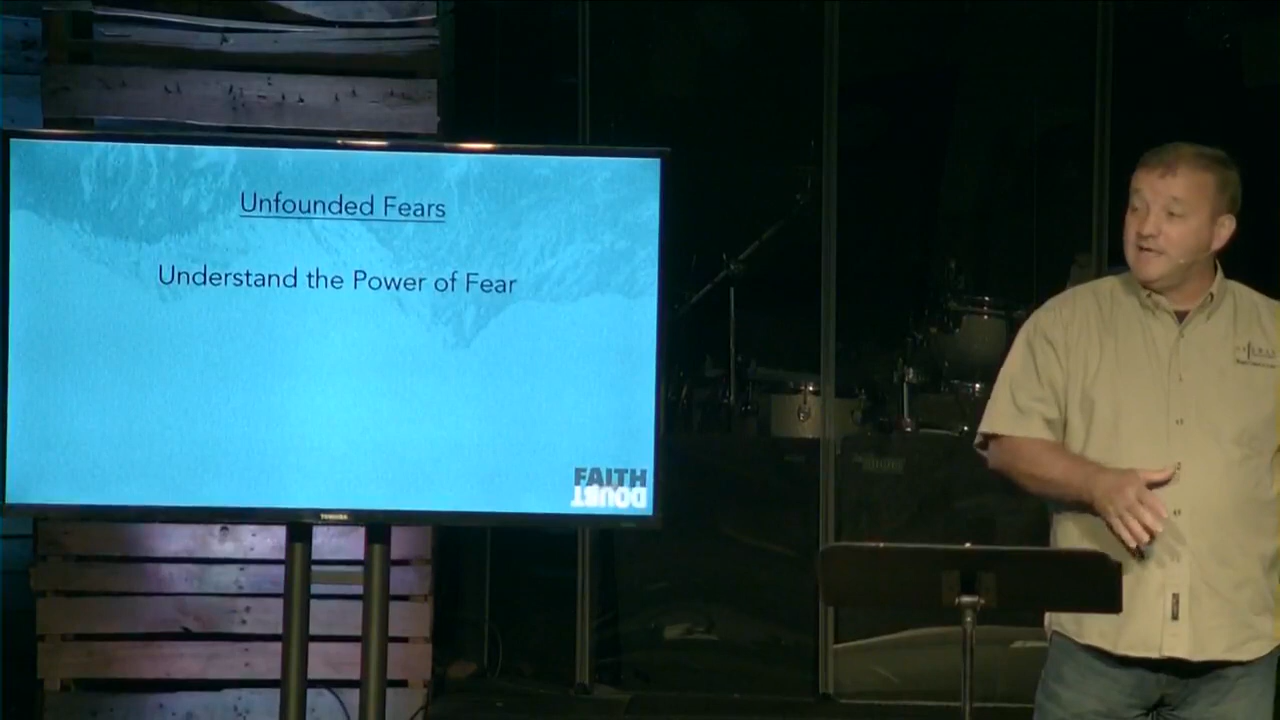 Unfounded Fears
Understand the Power of Fear
FAITH
DOUBT
TOSHIBA